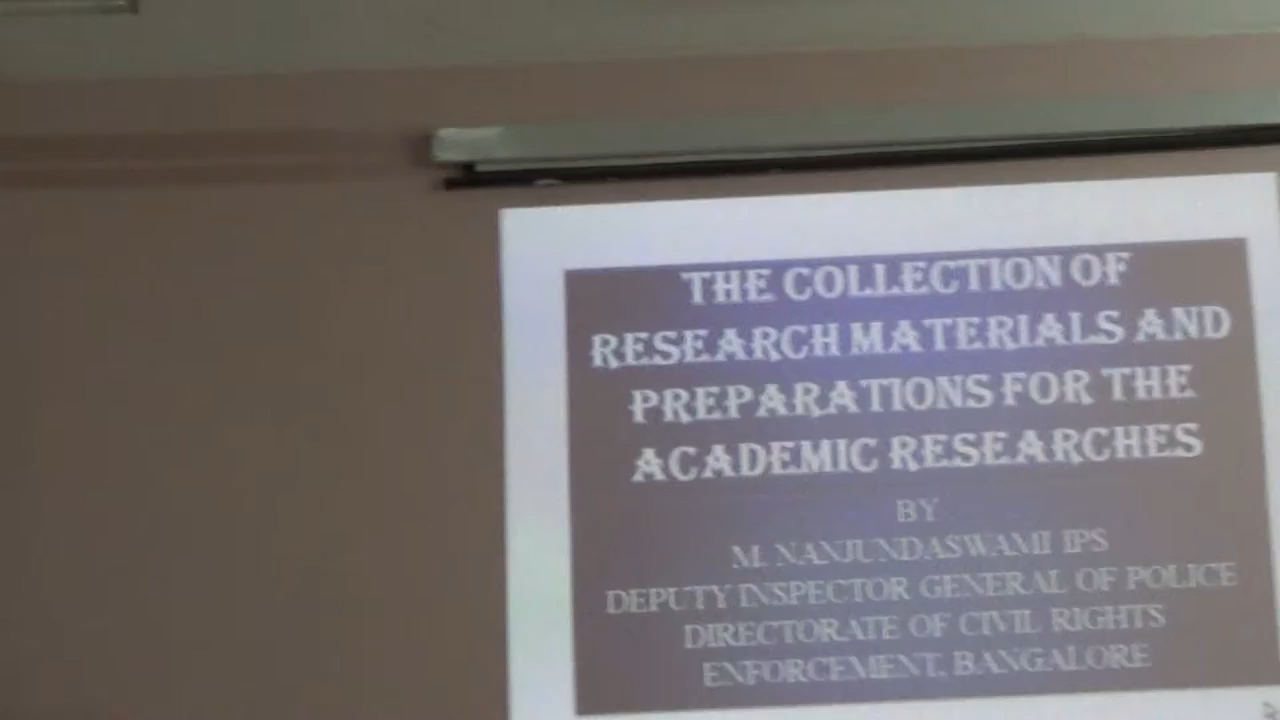 THE COLLECTION OF
RESEARCH MATERIALS AND
PREPARATIONS FOR THE
ACADEMIC RESEARCHES
BY
M. NANJUNDASWAMI IPS
DEPUTY INSPECTOR GENERAL OF POLICE
DIRECTORATE OF CIVIL RIGHTS
ENFORCEMENT, BANGALORE